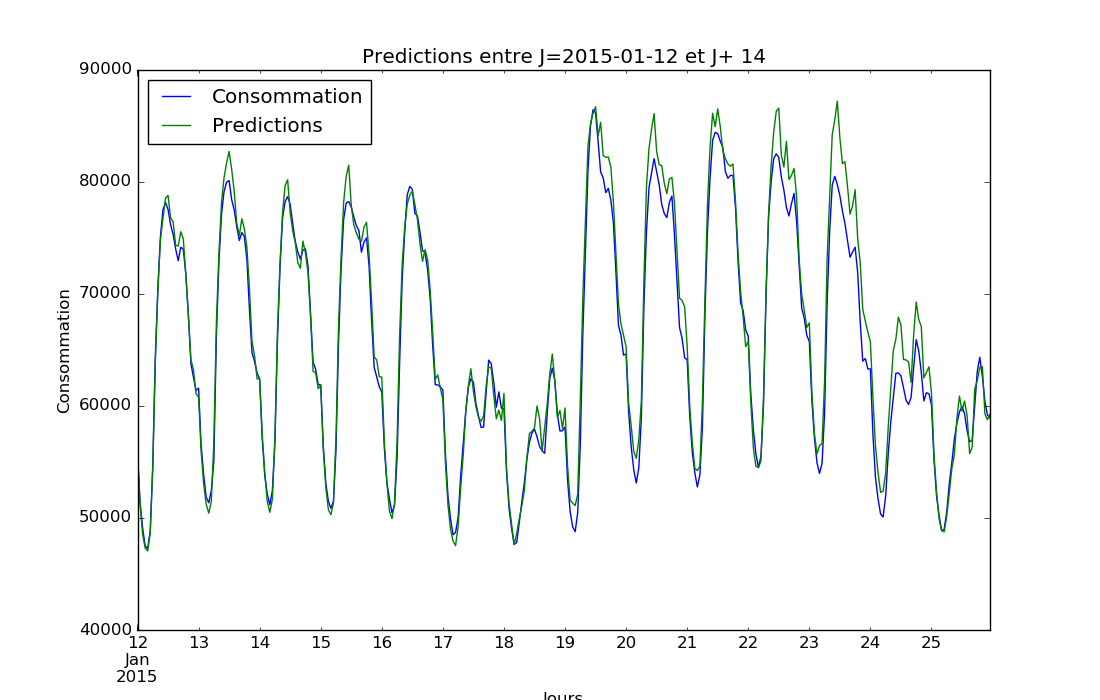 Predictions entre J=2015-01-12 et J+ 14
Consommation
Predictions
90000
80000
70000
60000
50000
40000
Consommation
12 13 14 15 16 17 18 19 20 21 22 23 24 25
Jan
2015
Jours